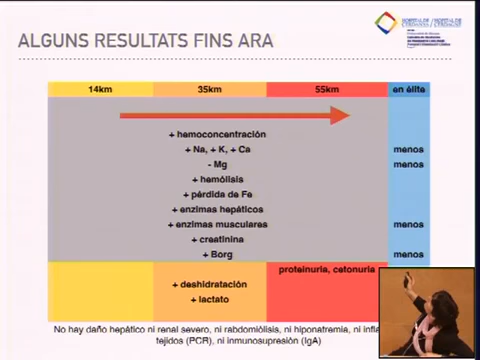 ALGUNS RESULTATS FINS ARA
14km 35km 55km en élite
+ hemoconcentración
+ Na, + K, + Ca menos
- Mg menos
+ hemólisis
+ pérdida de Fe
+ enzimas hepáticos
+ enzimas musculares menos
+ creatinina
+ Borg menos
proteinuria, cetonuria
+ deshidratación
+ lactato
No hay daño hepático ni renal severo, ni rabdomiólisis, ni hiponatremia, ni
tejidos (PCR), ni inmunosupresión (IgA)